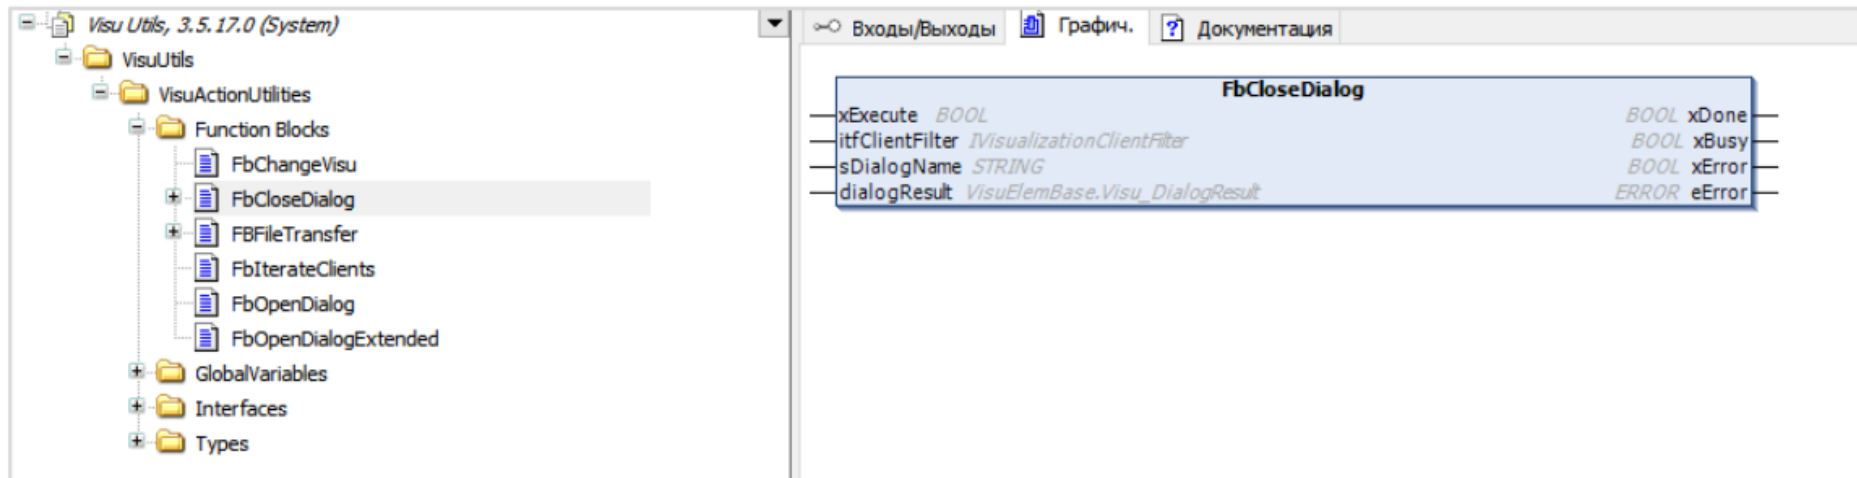 Visu Utils, 3.5.17.0 (System)
VisuUtils
VisuActionUtilities
Function Blocks
FbChangeVisu
FbCloseDialog
FBFileTransfer
FbIterateClients
FbOpenDialog
FbOpenDialogExtended
GlobalVariables
Interfaces
Types
Входы/Выходы Графич. Документация
FbCloseDialog
xExecute BOOL BOOL xDone
itfClientFilter IVisualizationClientFilter BOOL xBusy
sDialogName STRING BOOL xError
dialogResult VisuElemBase.Visu_DialogResult ERROR eError